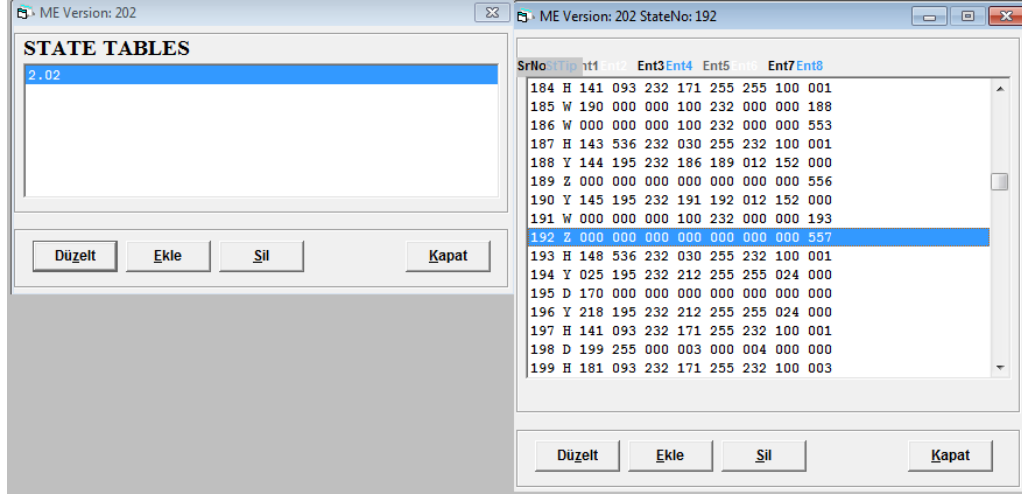 ME Version: 202
STATE TABLES
2.02
Düzelt Ekle Sil Kapat
ME Version: 202 StateNo: 192
SrNo StTip nt1 Ent2 Ent3 Ent4 Ent5 Ent6 Ent7 Ent8
184 H 141 093 232 171 255 255 100 001
185 W 190 000 000 100 232 000 000 188
186 W 000 000 000 100 232 000 000 553
187 H 143 536 232 030 255 232 100 001
188 Y 144 195 232 186 189 012 152 000
189 Z 000 000 000 000 000 000 000 556
190 Y 145 195 232 191 192 012 152 000
191 W 000 000 000 100 232 000 000 193
192 Z 000 000 000 000 000 000 000 557
193 H 148 536 232 030 255 232 100 001
194 Y 025 195 232 212 255 255 024 000
195 D 170 000 000 000 000 000 000 000
196 Y 218 195 232 212 255 255 024 000
197 H 141 093 232 171 255 232 100 001
198 D 199 255 000 003 000 004 000 000
199 H 181 093 232 171 255 232 100 003
Düzelt Ekle Sil Kapat